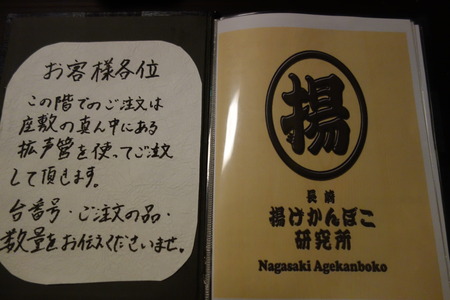 お客様各位
この階でのご注文は
座敷の真ん中にある
拡声管を使ってご注文
して頂きます。
台番号・ご注文の品・
数量をお伝えくださいませ。
揚
長崎
揚げかんぼこ
研究所
Nagasaki Agekanboko